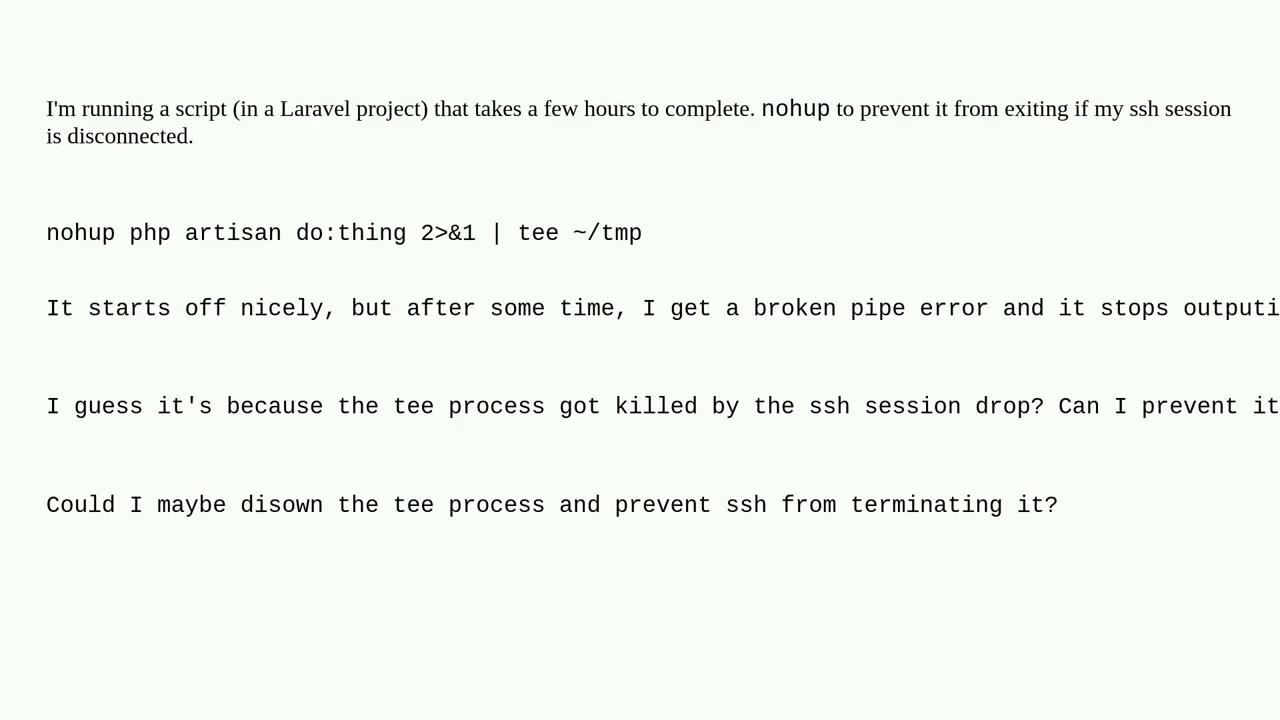 I'm running a script (in a Laravel project) that takes a few hours to complete. nohup to prevent it from exiting if my ssh session
is disconnected.
nohup php artisan do:thing 2>&1 | tee ~/tmp
It starts off nicely, but after some time, I get a broken pipe error and it stops outputi
I guess it's because the tee process got killed by the ssh session drop? Can I prevent it
Could I maybe disown the tee process and prevent ssh from terminating it?